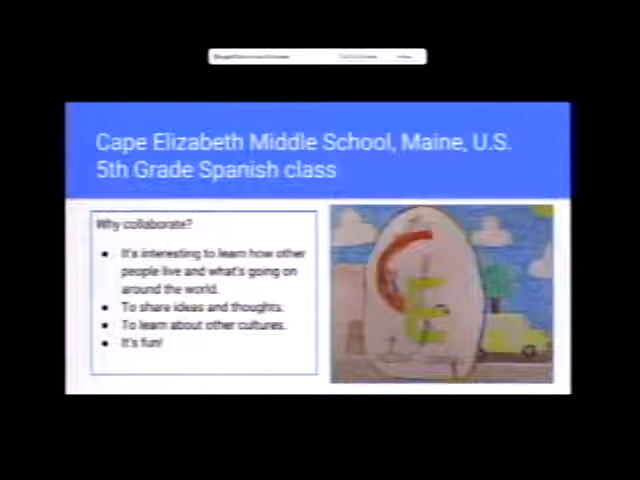 Cape Elizabeth Middle School, Maine, U.S.
5th Grade Spanish class
Why collaborate?
● It's interesting to learn how other
people live and what's going on
around the world.
● To share ideas and thoughts.
● To learn about other cultures.
● It's fun!
C
E